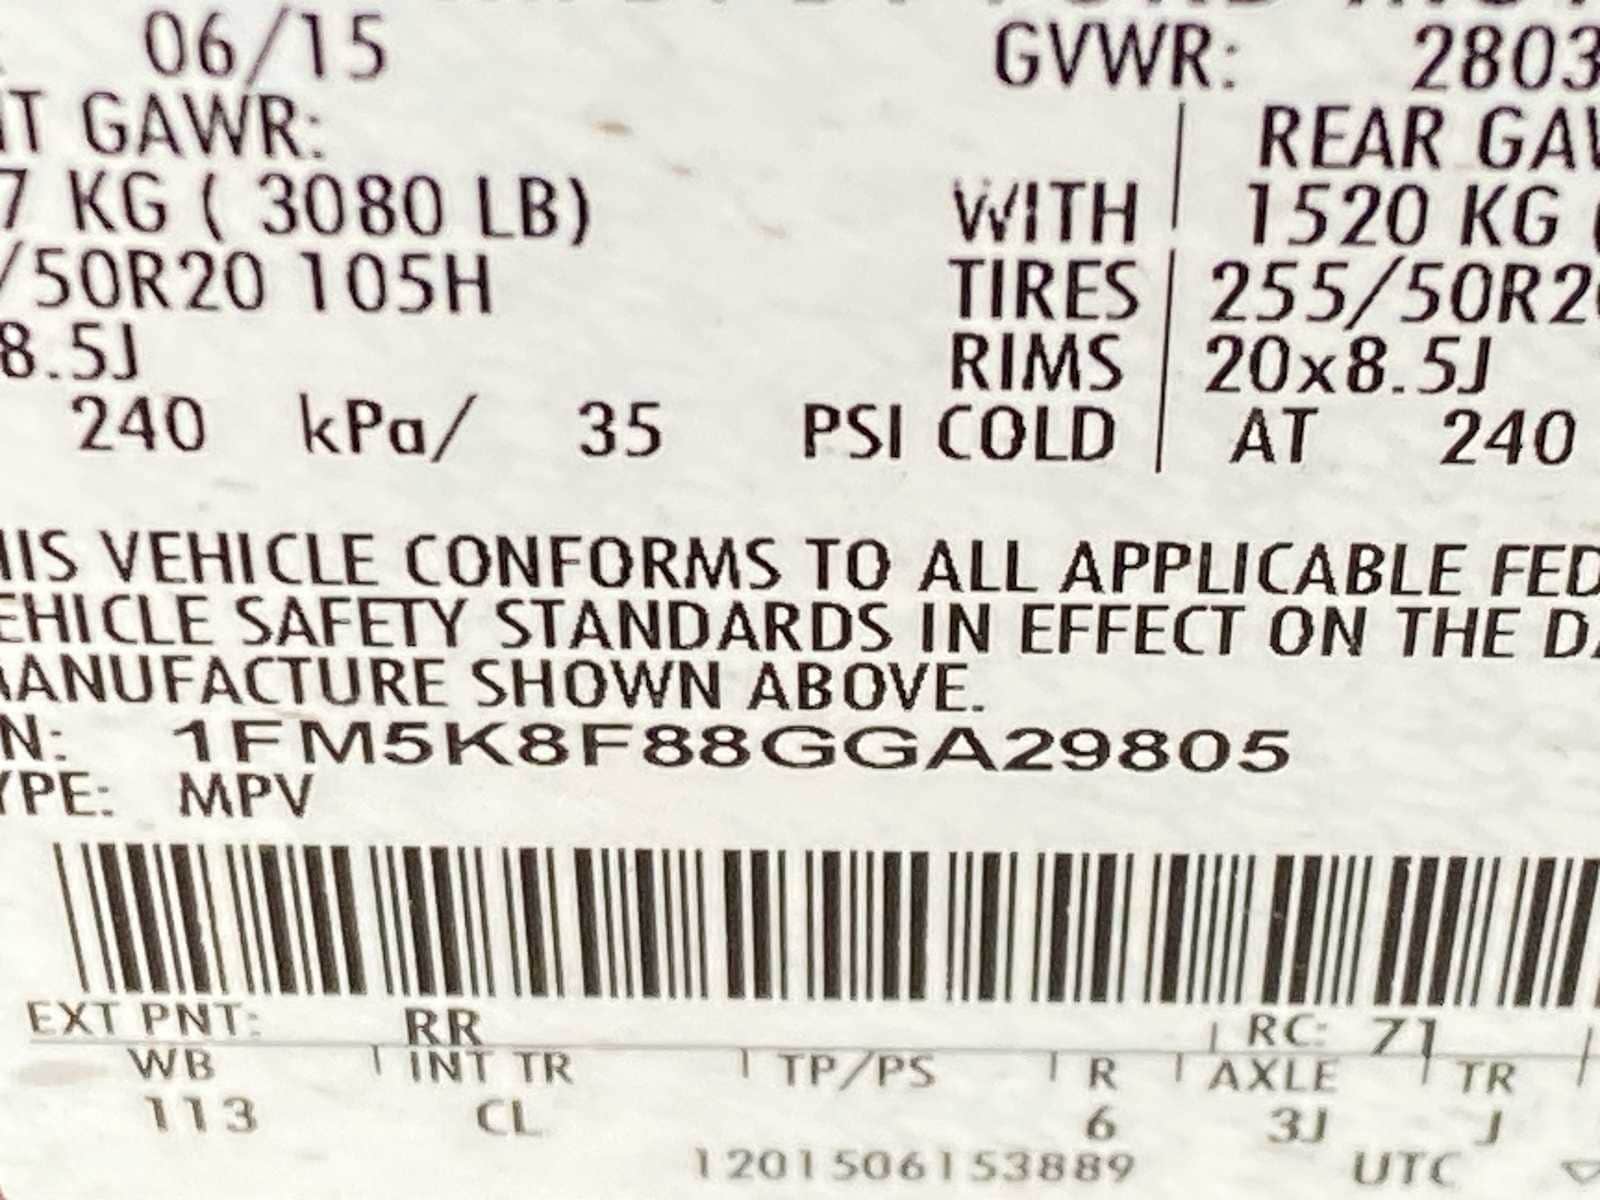 06/15 GVWR: 2803
NT GAWR: REAR GAW
7 KG ( 3080 LB) WITH 1520 KG (
/50R20 105H TIRES 255/50R20
8.5J RIMS 20x8.5J
240 kPa/ 35 PSI COLD AT 240
HIS VEHICLE CONFORMS TO ALL APPLICABLE FED
EHICLE SAFETY STANDARDS IN EFFECT ON THE DA
MANUFACTURE SHOWN ABOVE.
N: 1FM5K8F88GGA29805
YPE: MPV
EXT PNT: RR RC: 71
WB INT TR TP/PS R AXLE TR
113 CL 6 3J J
1201506153889 UTC